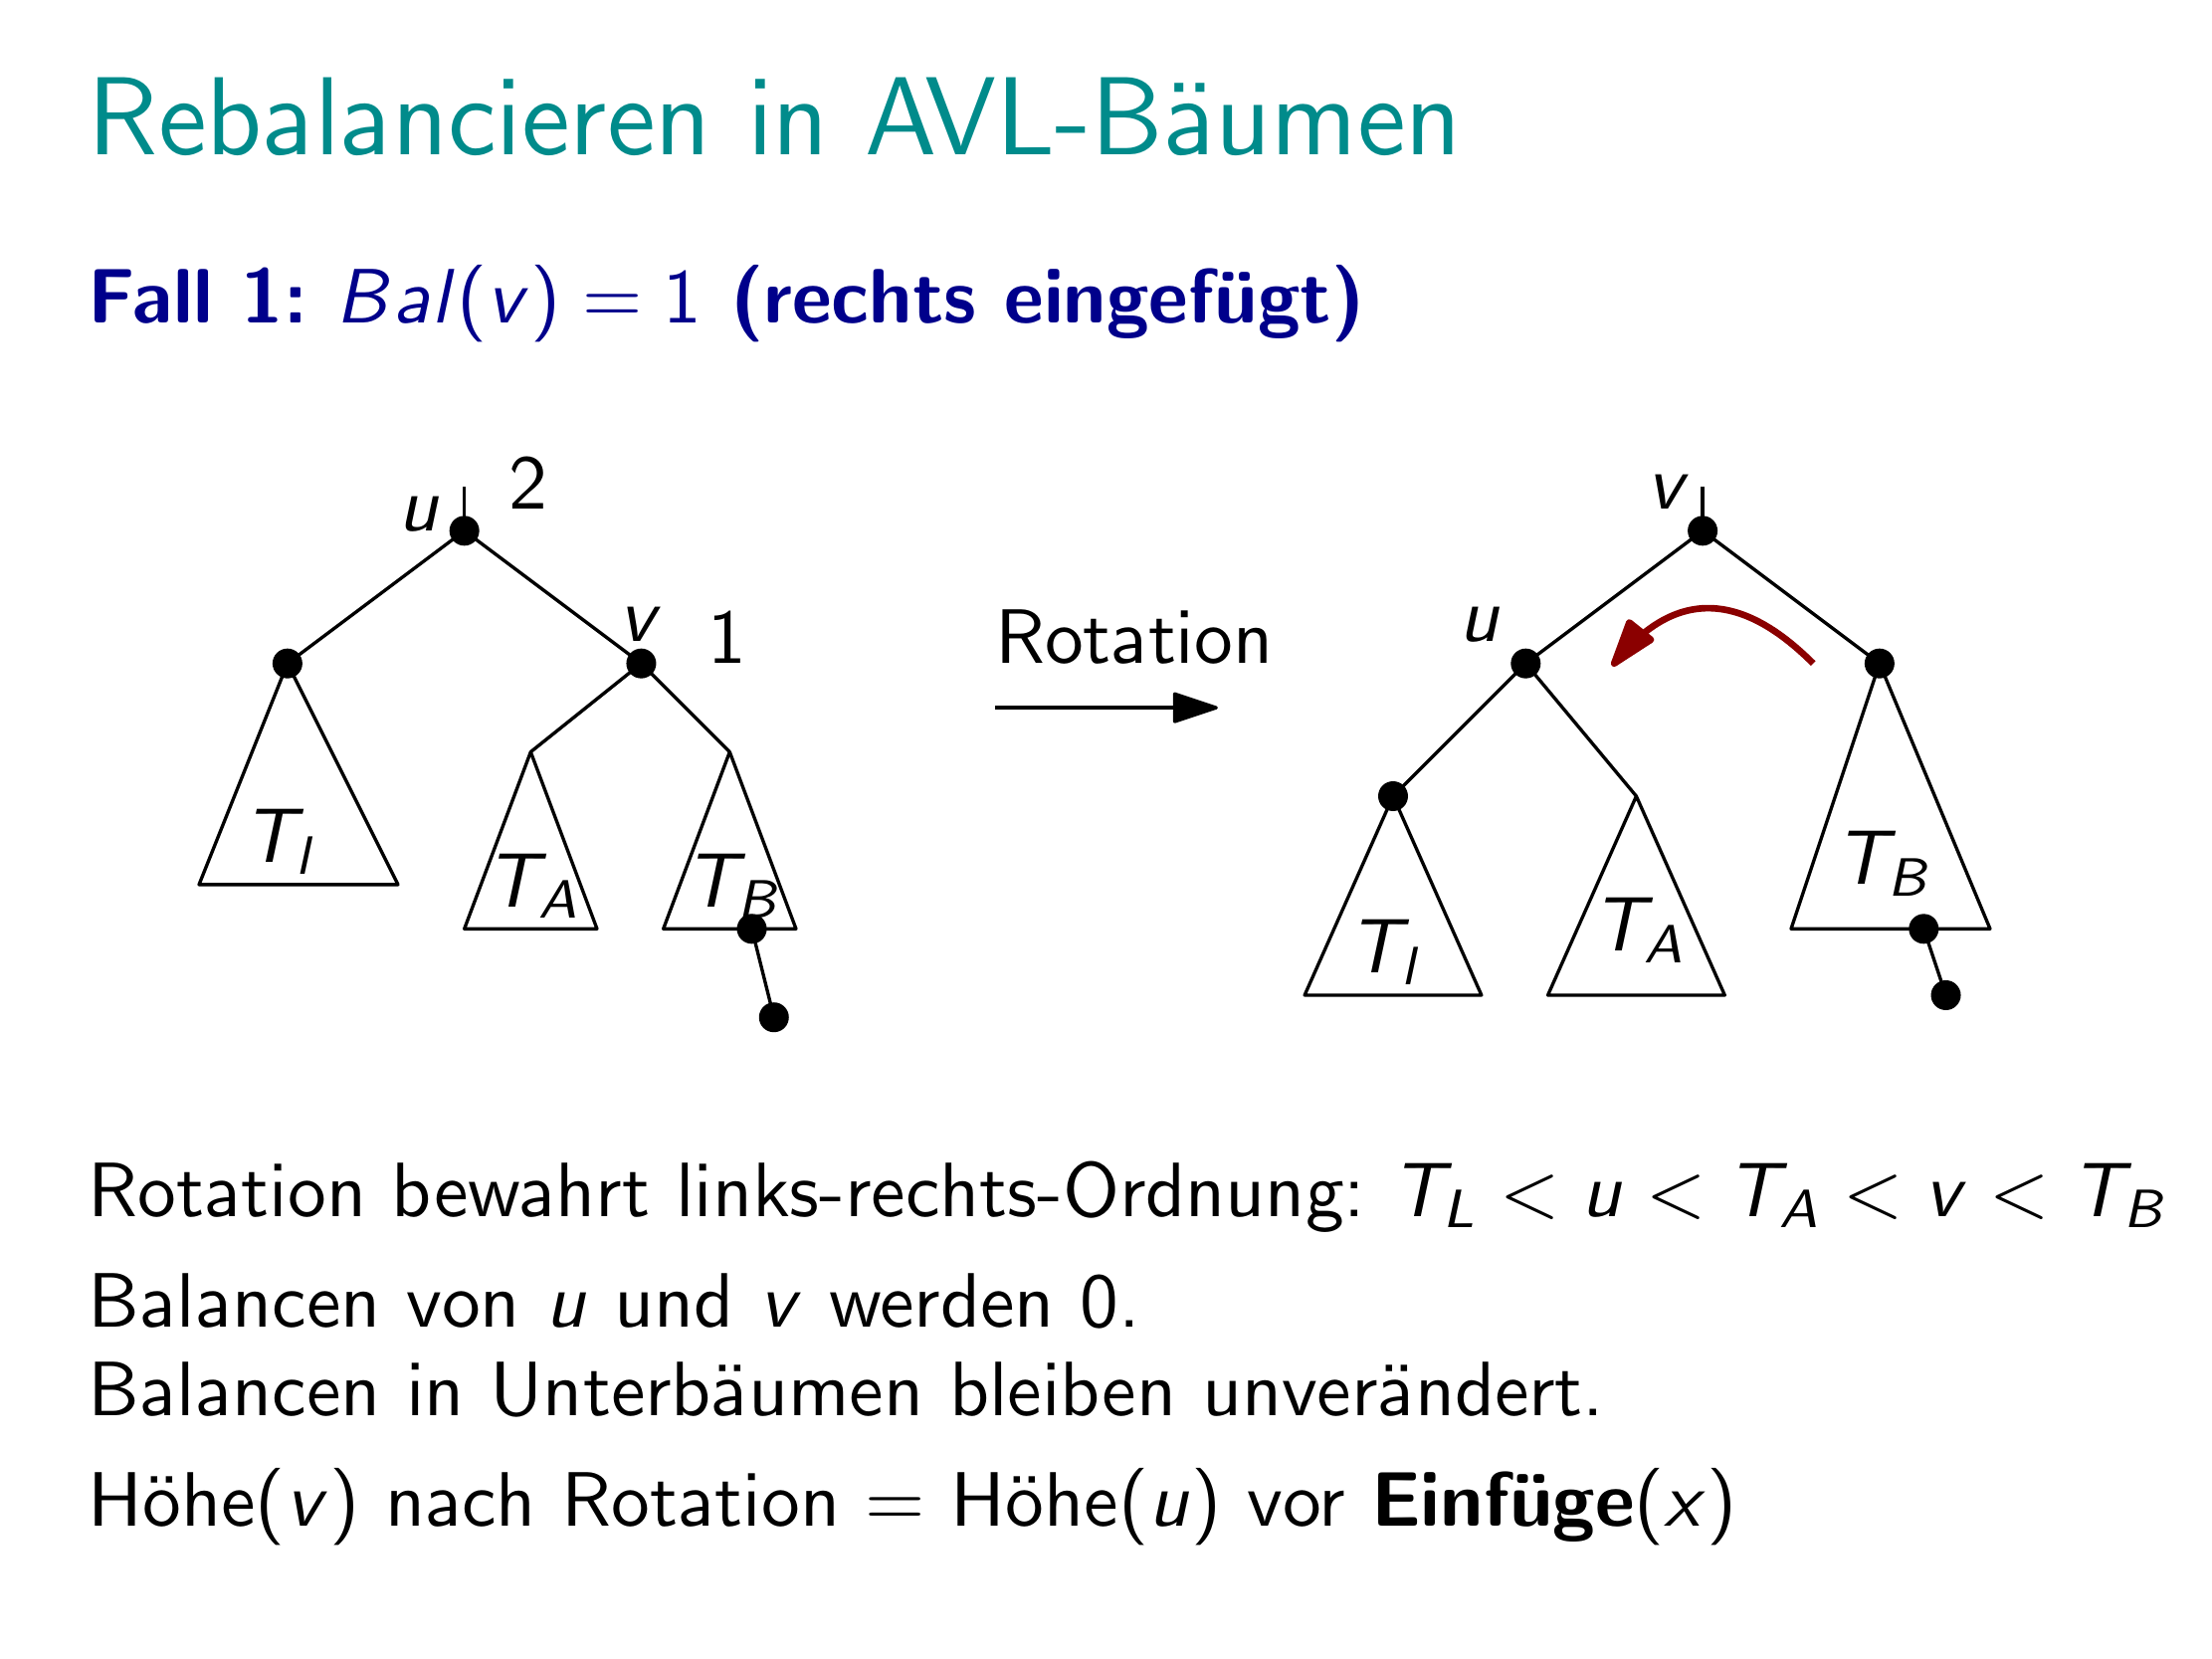 Rebalancieren in AVL-Bäumen
Fall 1: Bal(v) = 1 (rechts eingefügt)
u 2
v 1
T_l
T_A
T_B
Rotation
v
u
T_l
T_A
T_B
Rotation bewahrt links-rechts-Ordnung: T_L < u < T_A < v < T_B
Balancen von u und v werden 0.
Balancen in Unterbäumen bleiben unverändert.
Höhe(v) nach Rotation = Höhe(u) vor Einfüge(x)